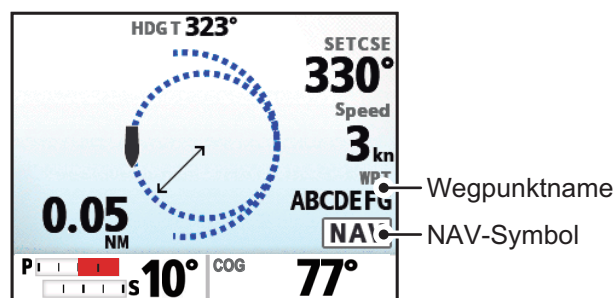 HDG T 323°
SETCSE
330°
Speed
3 kn
WPT
ABCDEFG
NAV
0.05
NM
P S 10°
COG 77°
Wegpunktname
NAV-Symbol